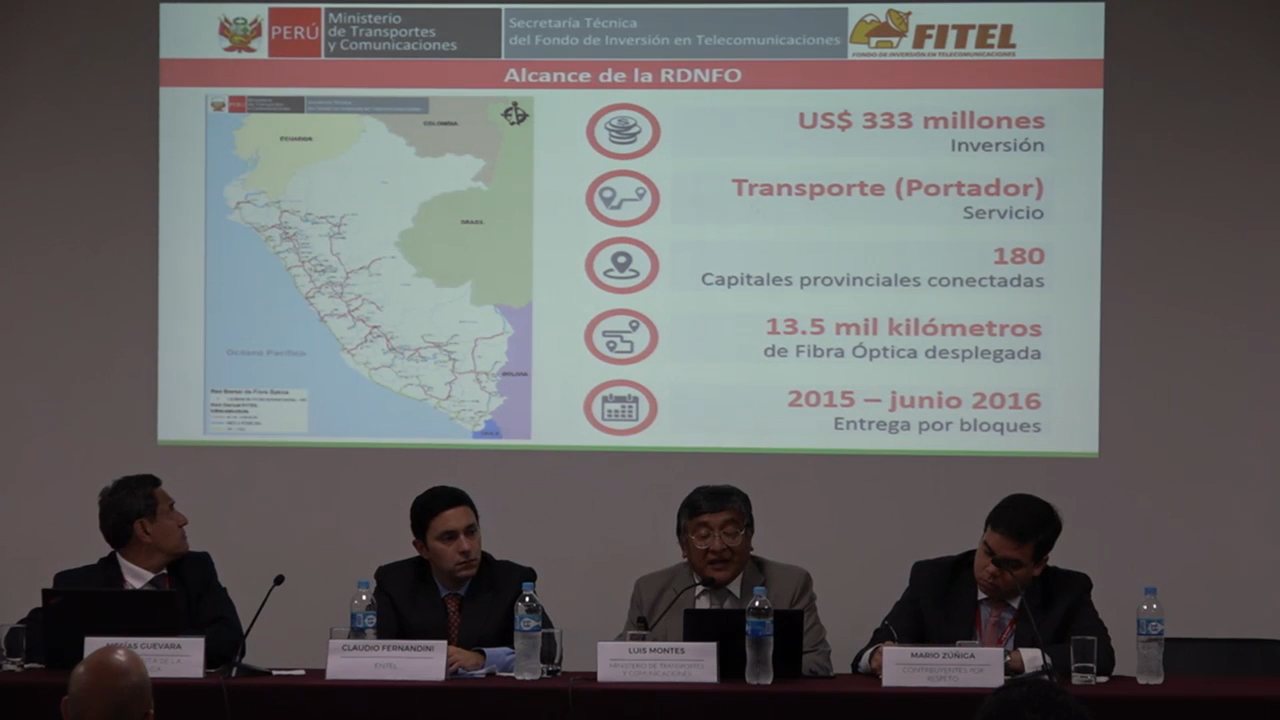 PERÚ
Ministerio
de Transportes
y Comunicaciones
Secretaría Técnica
del Fondo de Inversión en Telecomunicaciones
FITEL
FONDO DE INVERSIÓN EN TELECOMUNICACIONES
Alcance de la RDNFO
ECUADOR
COLOMBIA
BRAZIL
Océano Pacífico
BOLIVIA
US$ 333 millones
Inversión
Transporte (Portador)
Servicio
180
Capitales provinciales conectadas
13.5 mil kilómetros
de Fibra Óptica desplegada
2015 – junio 2016
Entrega por bloques
MESÍAS GUEVARA
CLAUDIO FERNANDINI
ENTEL
LUIS MONTES
MINISTERIO DE TRANSPORTES
Y COMUNICACIONES
MARIO ZÚÑIGA
CONTRIBUYENTES POR
RESPETO